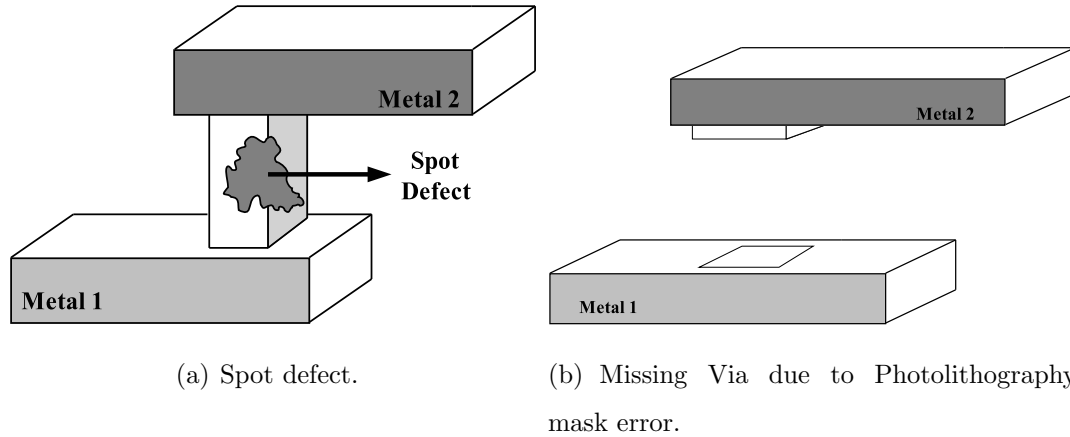 Metal 2
Spot
Defect
Metal 1
(a) Spot defect.
Metal 2
Metal 1
(b) Missing Via due to Photolithography
mask error.